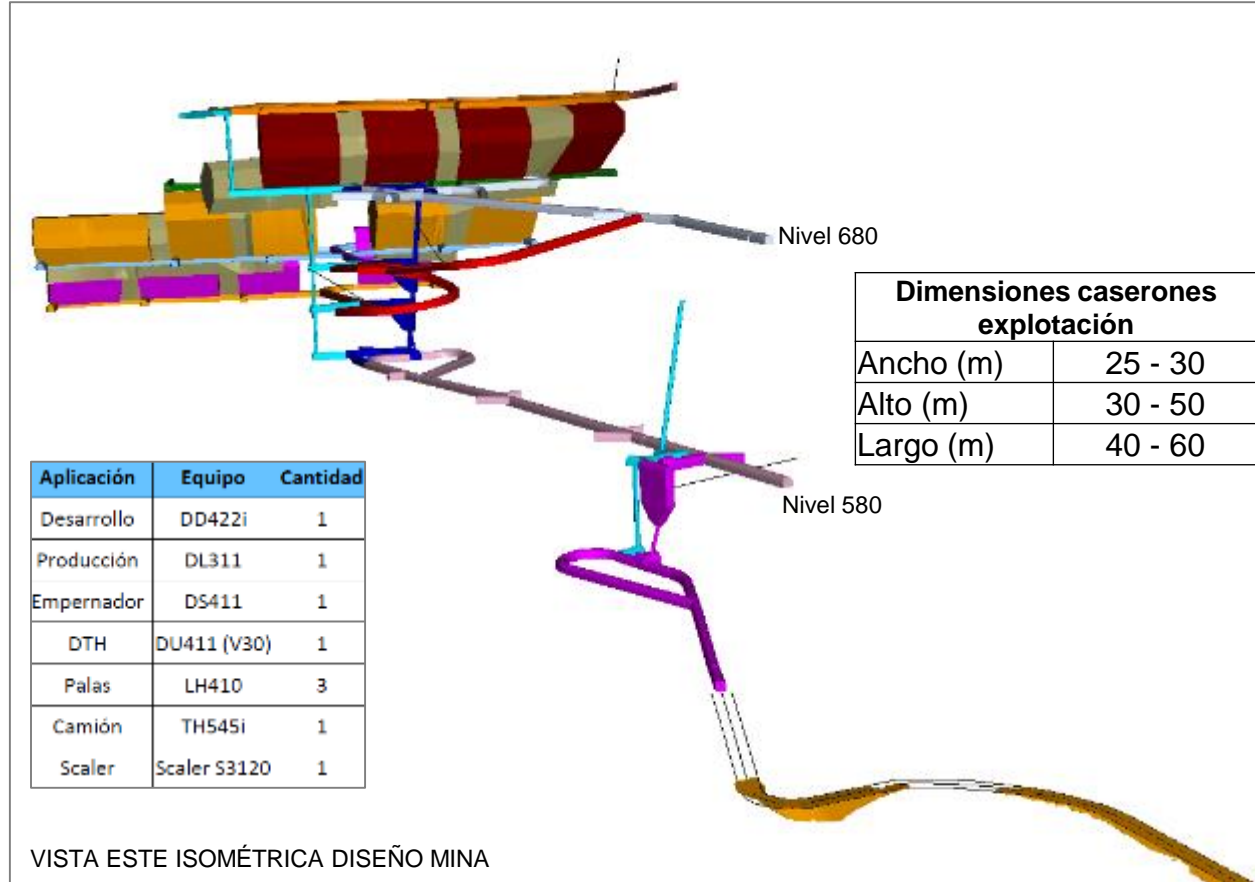 Nivel 680
Dimensiones caserones
explotación
Ancho (m) 25 - 30
Alto (m) 30 - 50
Largo (m) 40 - 60
Aplicación Equipo Cantidad
Desarrollo DD422i 1
Producción DL311 1
Empernador DS411 1
DTH DU411 (V30) 1
Palas LH410 3
Camión TH545i 1
Scaler Scaler S3120 1
Nivel 580
VISTA ESTE ISOMÉTRICA DISEÑO MINA